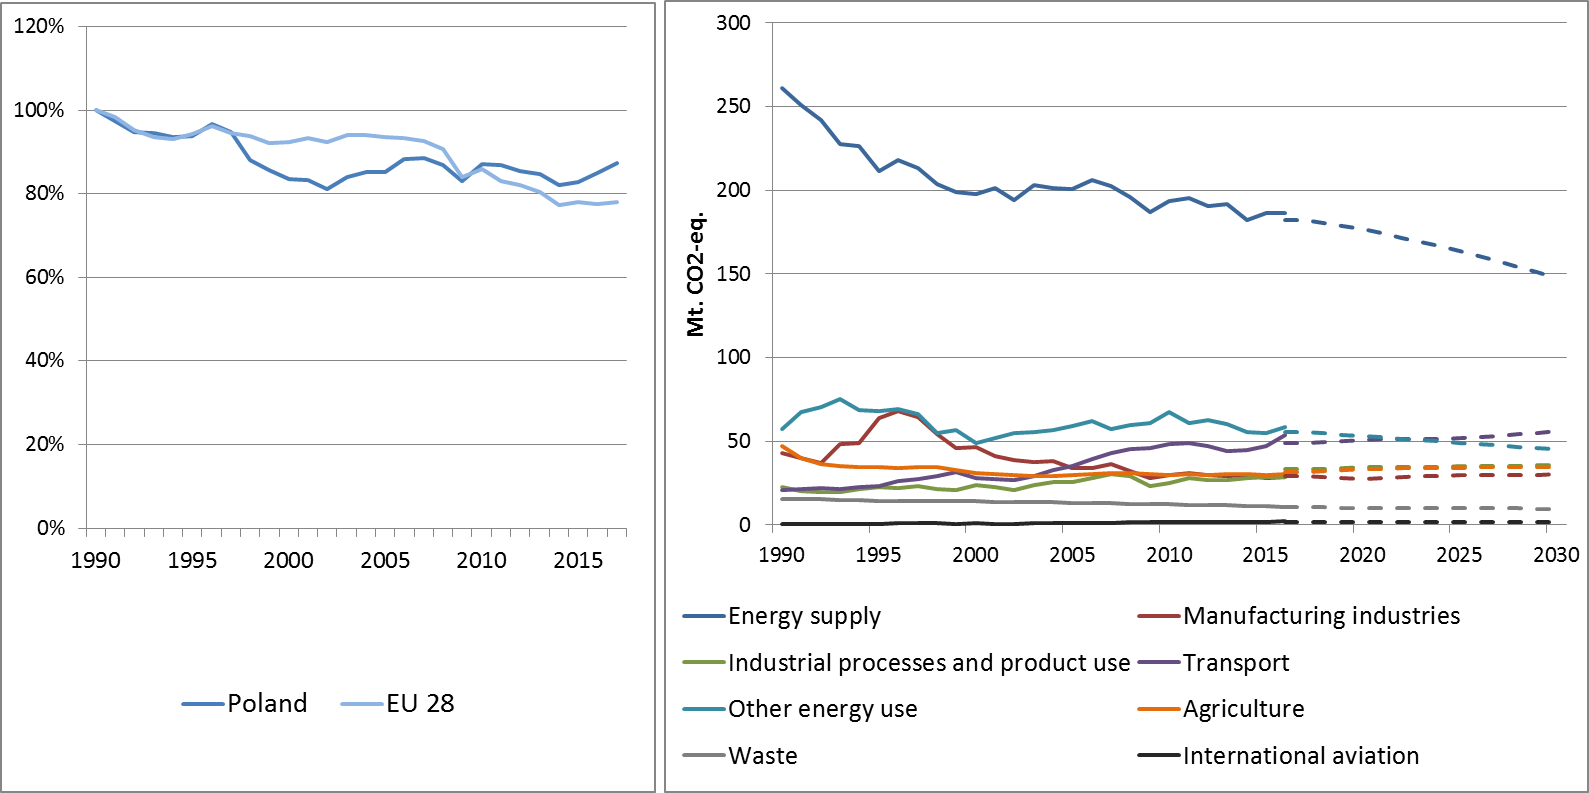 120%
100%
80%
60%
40%
20%
0%
1990 1995 2000 2005 2010 2015
Poland EU 28
Mt. CO2-eq.
300
250
200
150
100
50
0
1990 1995 2000 2005 2010 2015 2020 2025 2030
Energy supply Manufacturing industries
Industrial processes and product use Transport
Other energy use Agriculture
Waste International aviation